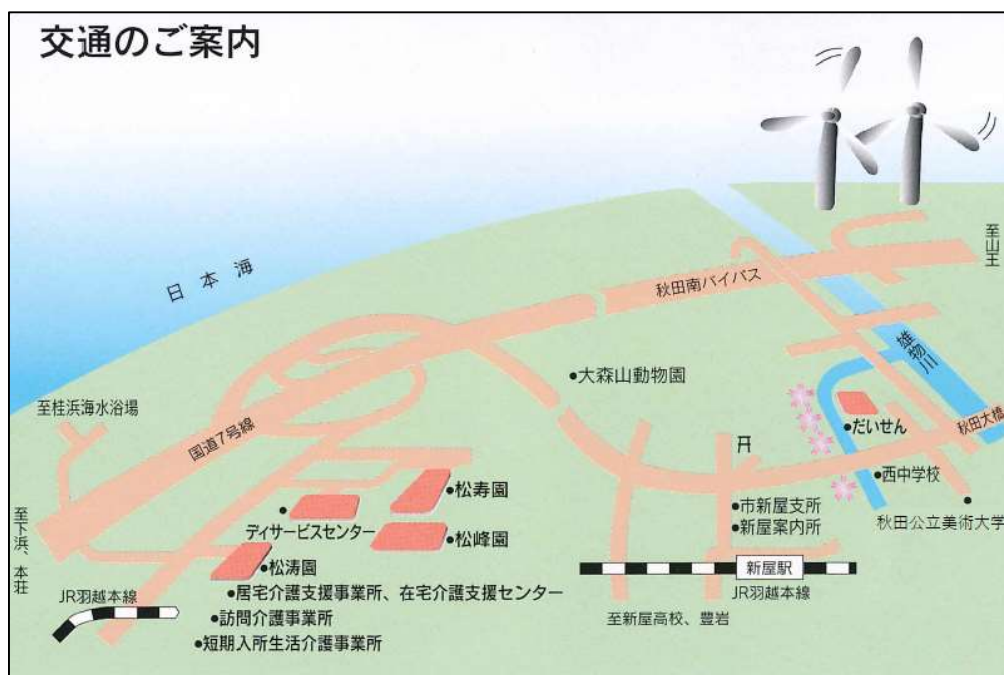 交通のご案内
至山王
日本海
秋田南バイパス
雄物川
●大森山動物園
至桂浜海水浴場
●だいせん
秋田大橋
国道7号線
●西中学校
●松寿園
●市新屋支所
●新屋案内所
秋田公立美術大学
至下浜、本荘
●
デイサービスセンター
●松峰園
●松涛園
新屋駅
JR羽越本線
●居宅介護支援事業所、在宅介護支援センター
JR羽越本線
●訪問介護事業所
至新屋高校、豊岩
●短期入所生活介護事業所